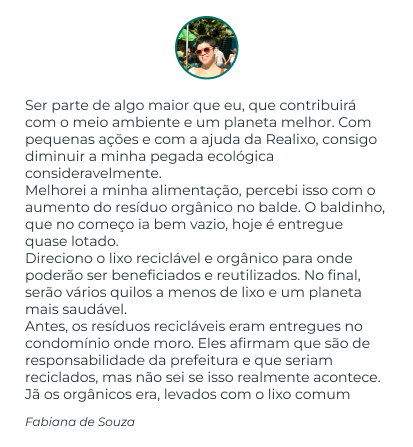 Ser parte de algo maior que eu, que contribuirá
com o meio ambiente e um planeta melhor. Com
pequenas ações e com a ajuda da Realixo, consigo
diminuir a minha pegada ecológica
consideravelmente.
Melhorei a minha alimentação, percebi isso com o
aumento do resíduo orgânico no balde. O baldinho,
que no começo ia bem vazio, hoje é entregue
quase lotado.
Direciono o lixo reciclável e orgânico para onde
poderão ser beneficiados e reutilizados. No final,
serão vários quilos a menos de lixo e um planeta
mais saudável.
Antes, os resíduos recicláveis eram entregues no
condomínio onde moro. Eles afirmam que são de
responsabilidade da prefeitura e que seriam
reciclados, mas não sei se isso realmente acontece.
Jã os orgânicos era, levados com o lixo comum
Fabiana de Souza